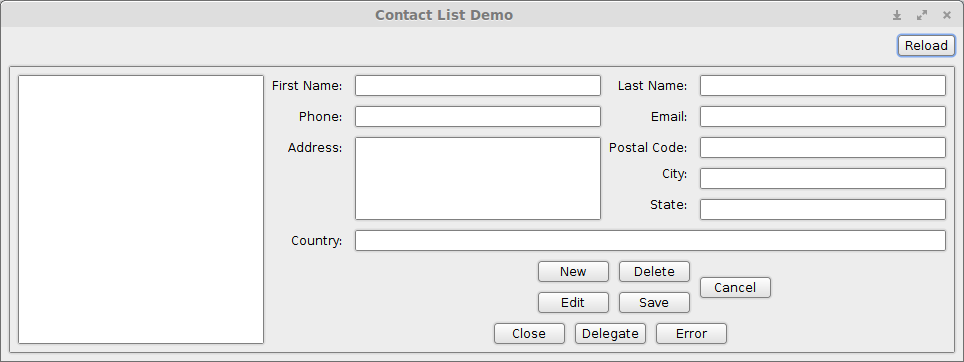 Contact List Demo
Reload
First Name: Last Name:
Phone: Email:
Address: Postal Code:
City:
State:
Country:
New Delete
Cancel
Edit Save
Close Delegate Error